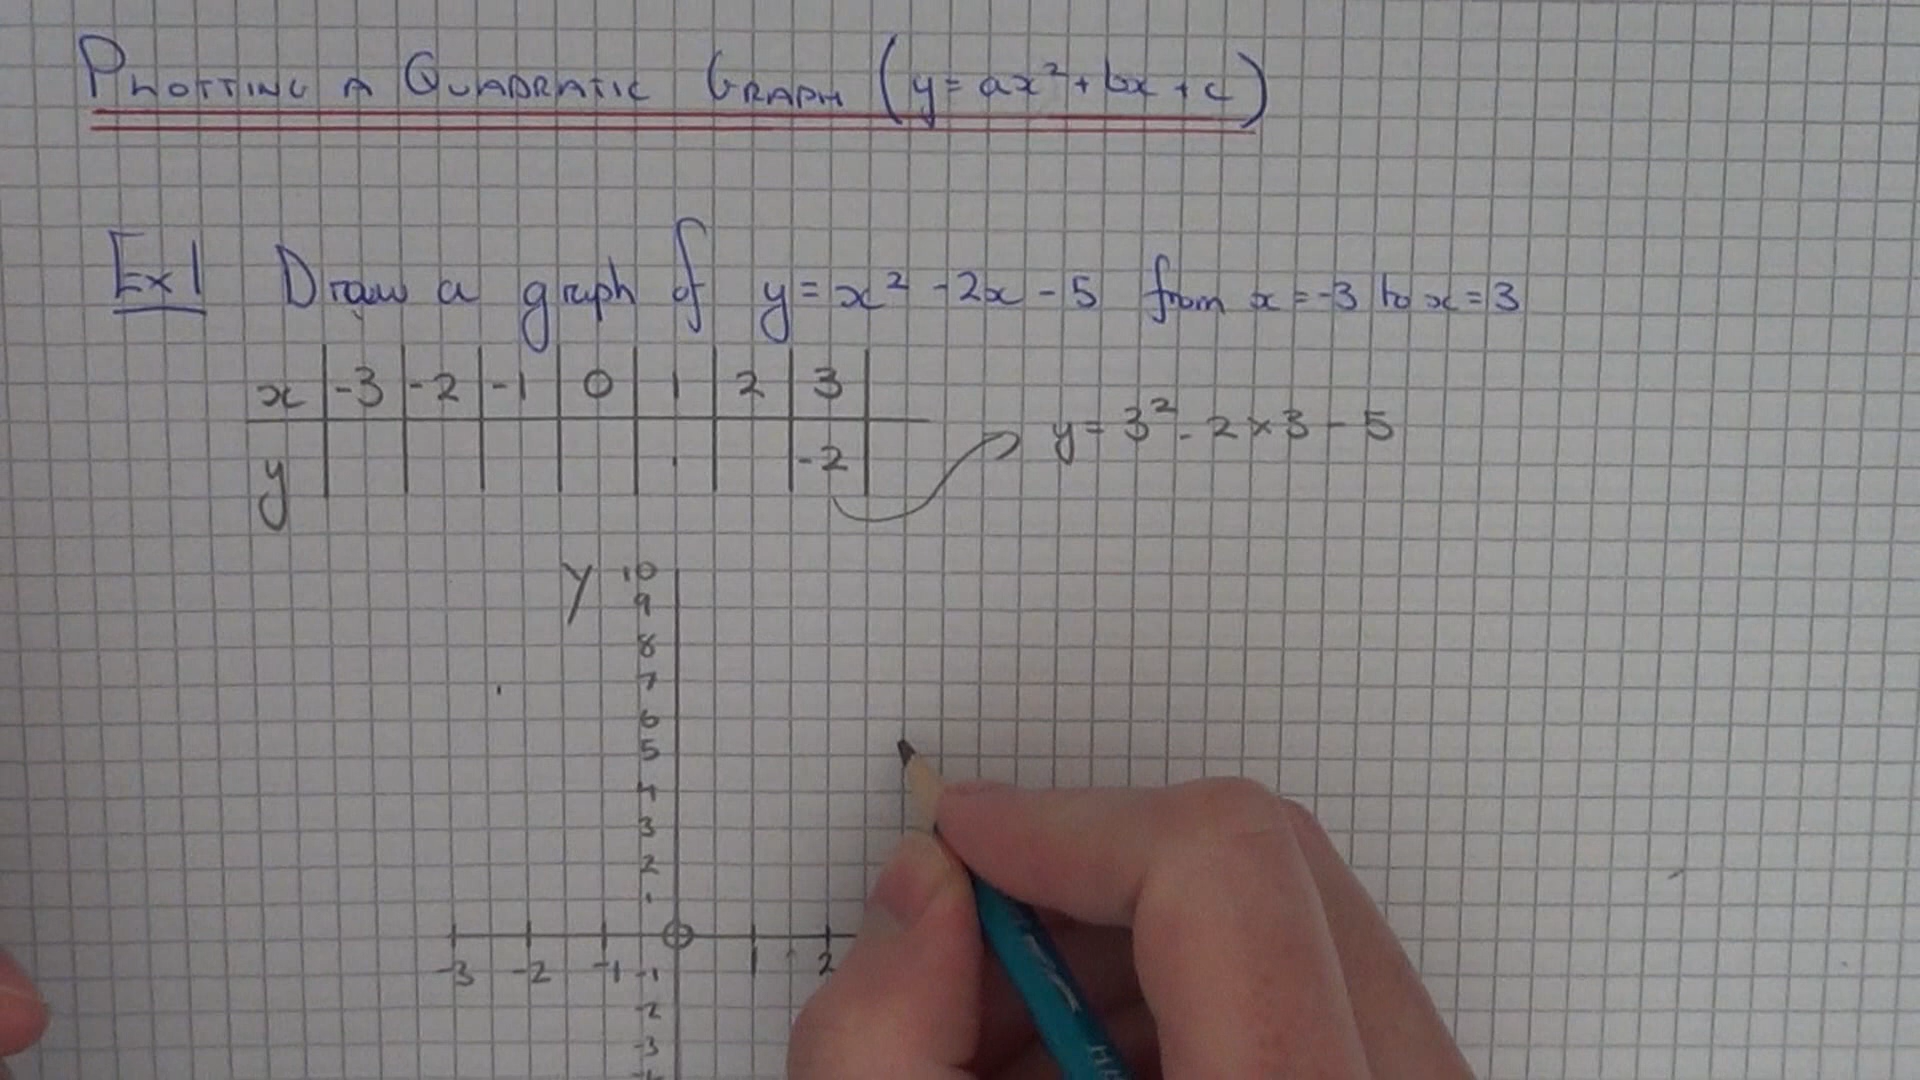 PLOTTING A QUADRATIC GRAPH (y = ax² + bx + c)
Ex1 Draw a graph of y = x² - 2x - 5 from x = -3 to x = 3
x -3 -2 -1 0 1 2 3
y = 3² - 2 × 3 - 5
y -2
Y 10
9
8
7
6
5
4
3
2
1
-3 -2 -1 -1 1 2
-2
-3